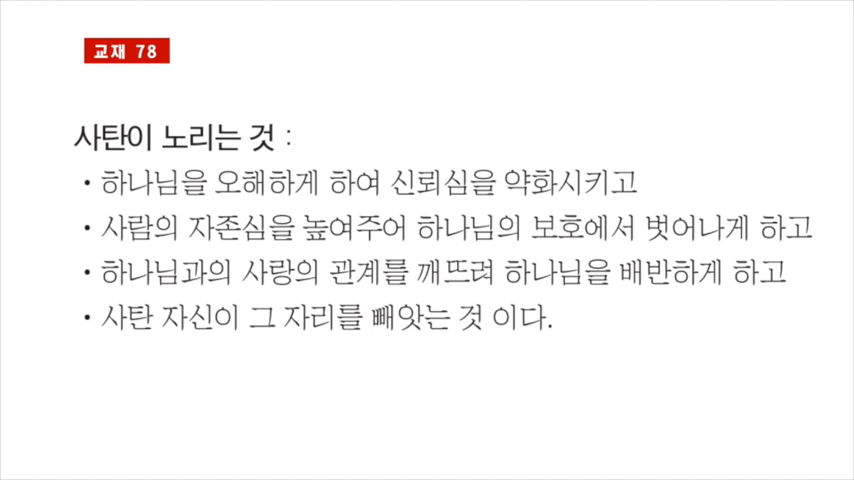 교재 78
사탄이 노리는 것 :
• 하나님을 오해하게 하여 신뢰심을 약화시키고
• 사람의 자존심을 높여주어 하나님의 보호에서 벗어나게 하고
• 하나님과의 사랑의 관계를 깨뜨려 하나님을 배반하게 하고
• 사탄 자신이 그 자리를 빼앗는 것 이다.